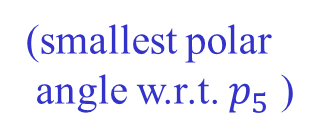 (smallest polar
angle w.r.t. p₅ )